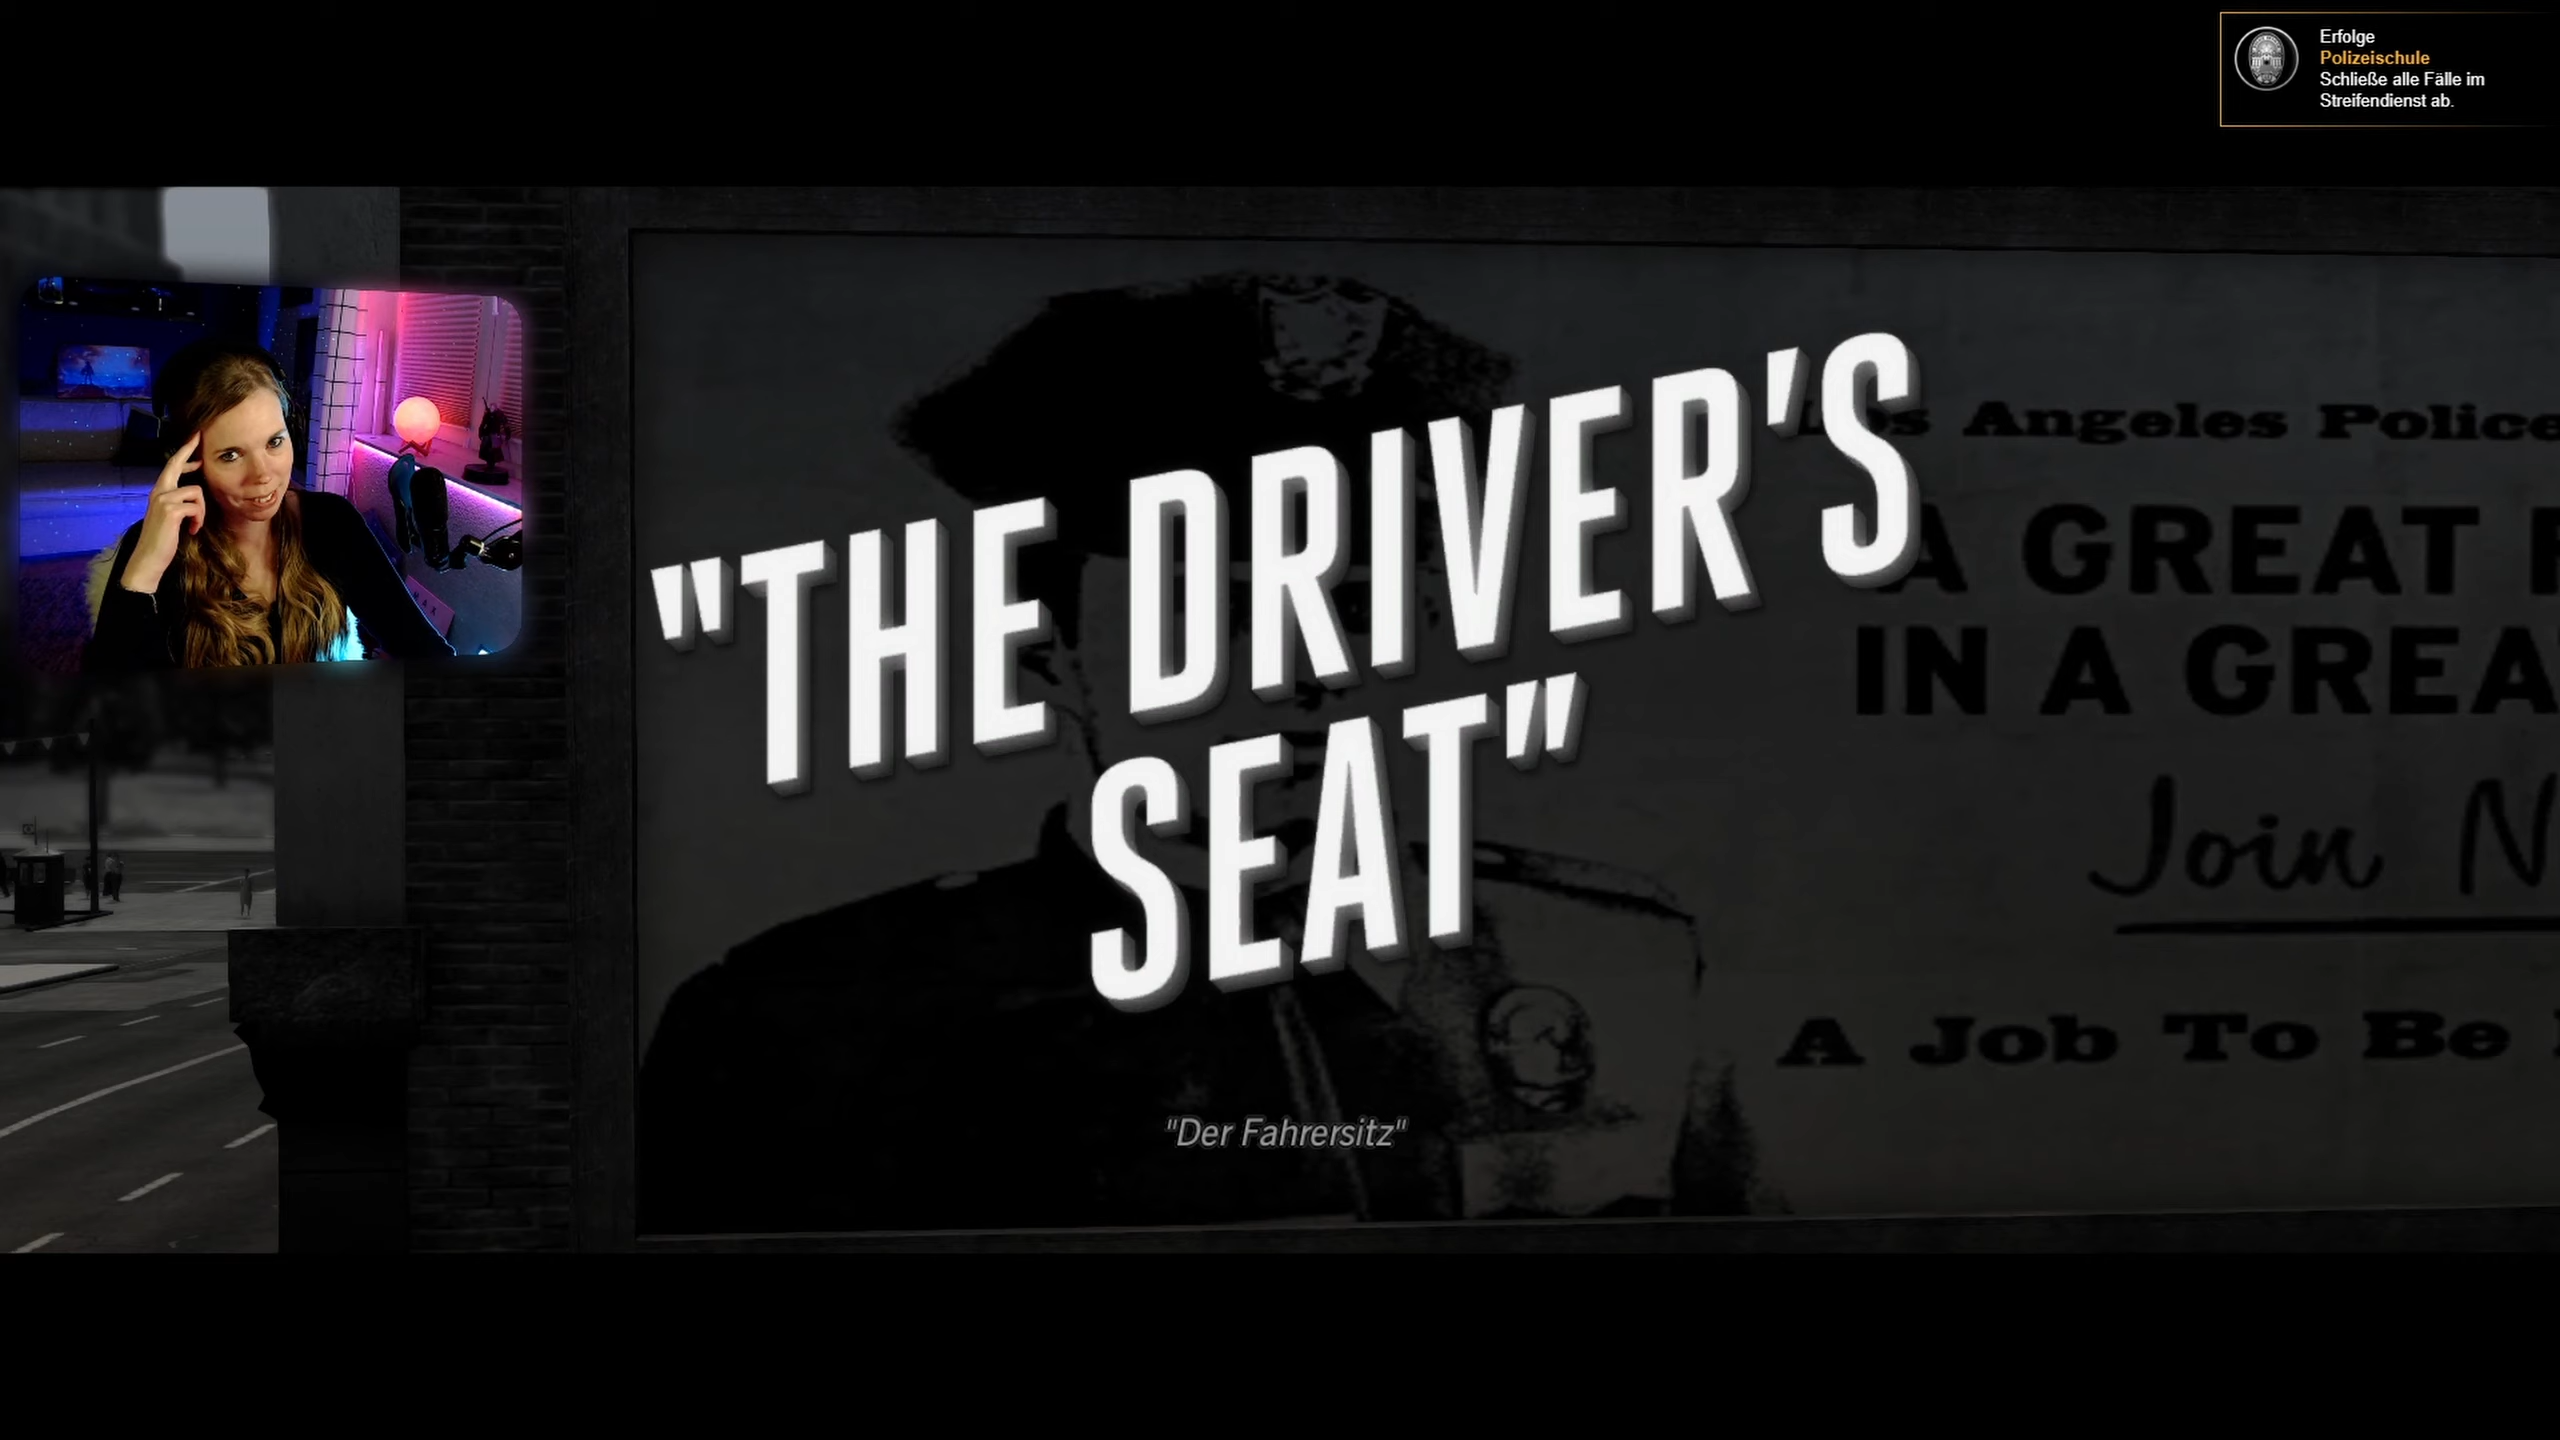 Erfolge
Polizeischule
Schließe alle Fälle im
Streifendienst ab.
"THE DRIVER'S
SEAT"
Los Angeles Police
A GREAT
IN A GREA
Join
A Job To Be
"Der Fahrersitz"